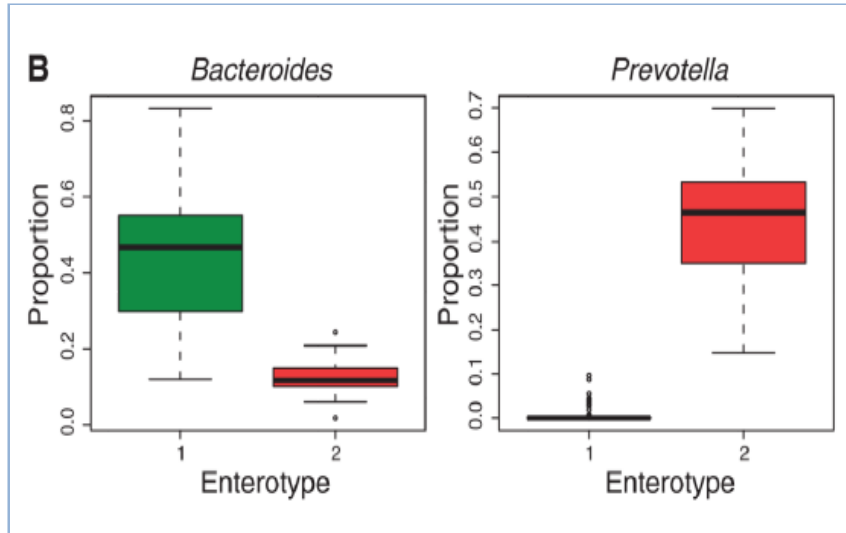 B
Bacteroides
Prevotella
Proportion
0.0
0.2
0.4
0.6
0.8
1
2
Enterotype
Proportion
0.0
0.1
0.2
0.3
0.4
0.5
0.6
0.7
1
2
Enterotype